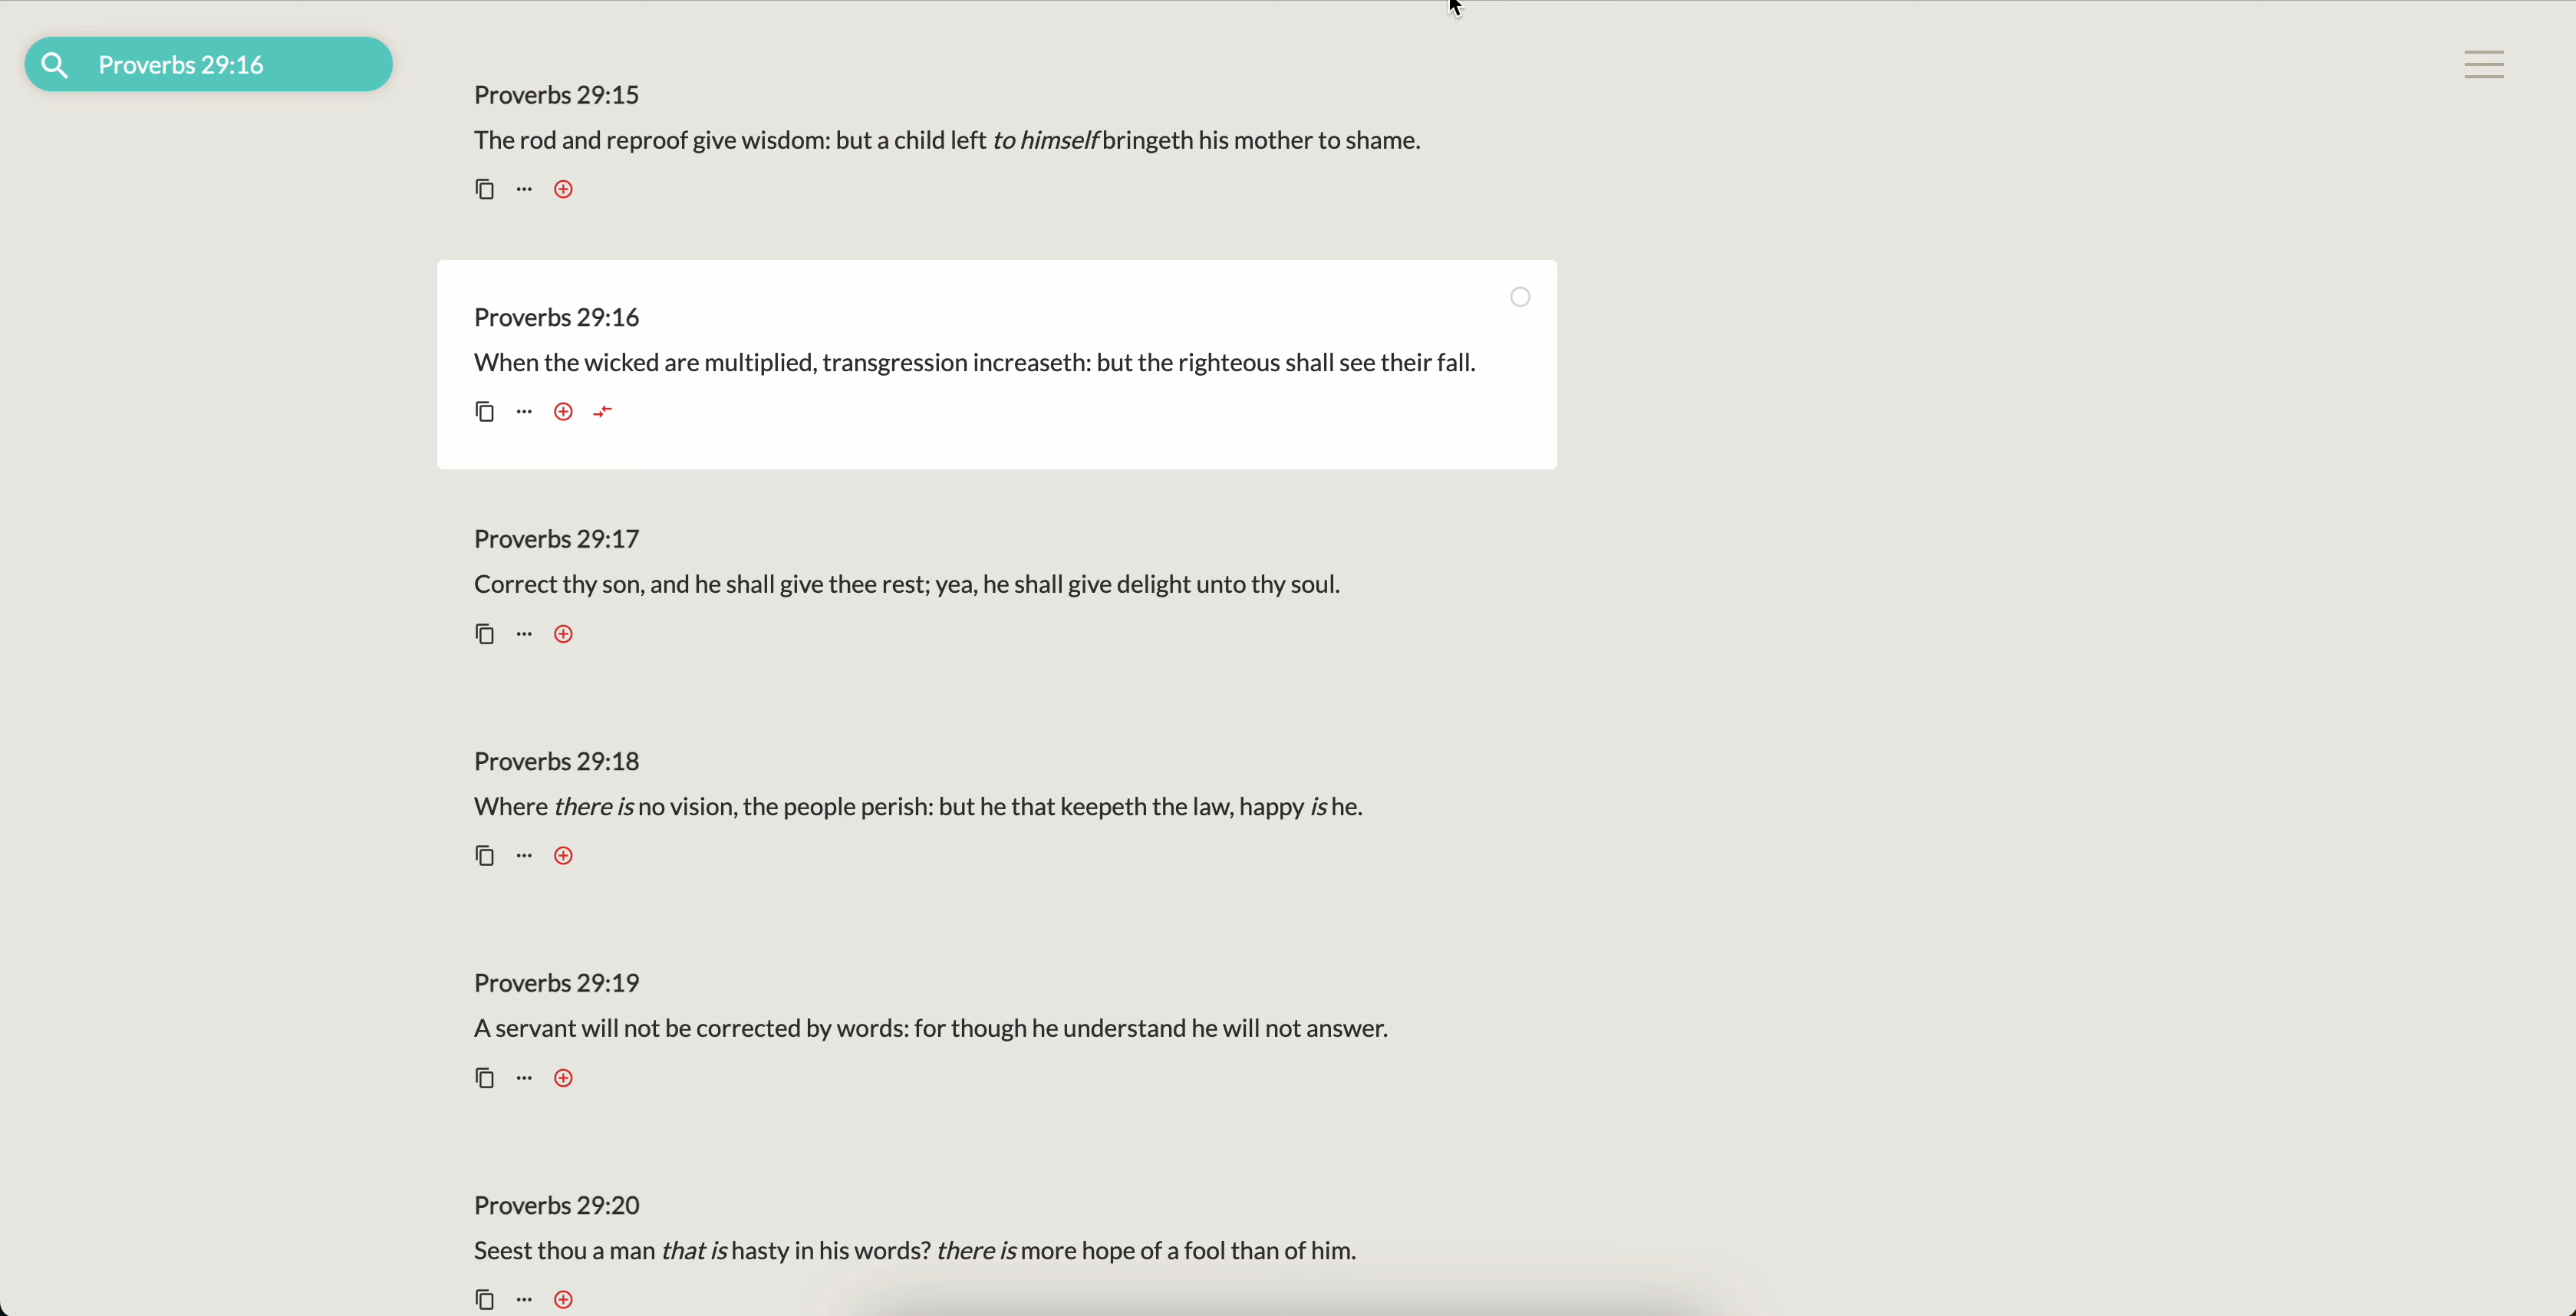 Proverbs 29:16
Proverbs 29:15
The rod and reproof give wisdom: but a child left to himself bringeth his mother to shame.
Proverbs 29:16
When the wicked are multiplied, transgression increaseth: but the righteous shall see their fall.
Proverbs 29:17
Correct thy son, and he shall give thee rest; yea, he shall give delight unto thy soul.
Proverbs 29:18
Where there is no vision, the people perish: but he that keepeth the law, happy is he.
Proverbs 29:19
A servant will not be corrected by words: for though he understand he will not answer.
Proverbs 29:20
Seest thou a man that is hasty in his words? there is more hope of a fool than of him.